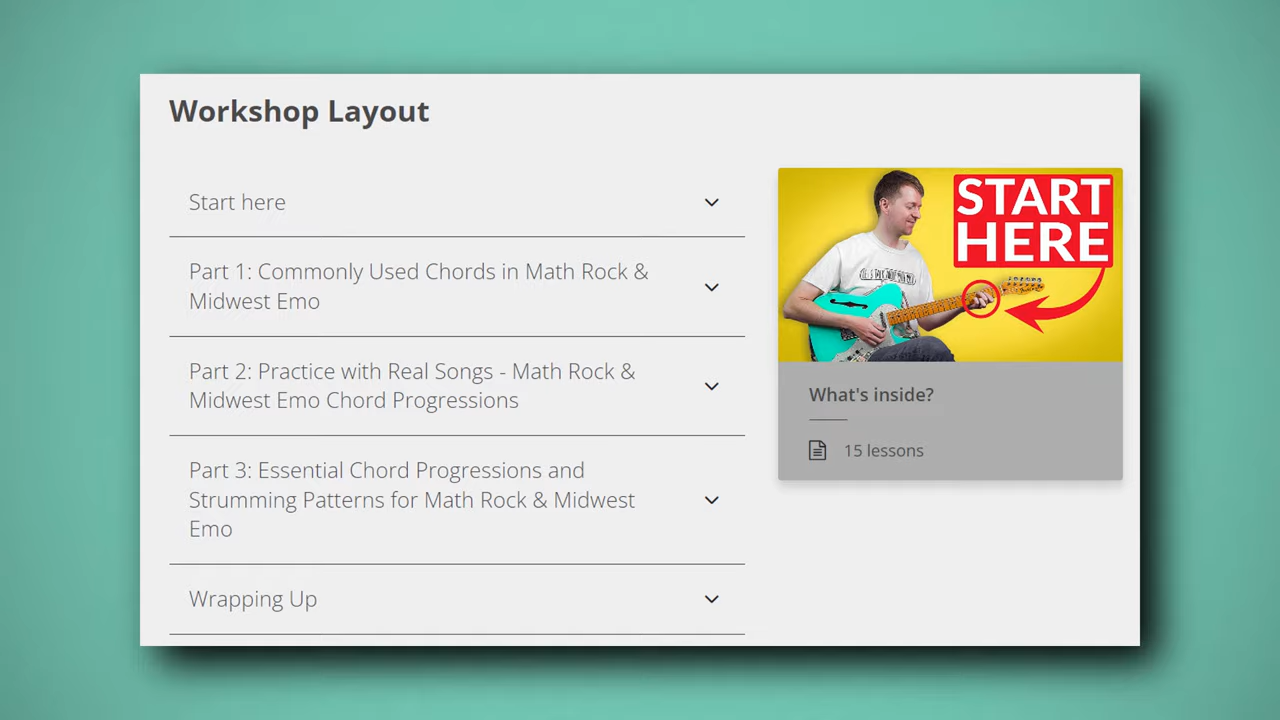 Workshop Layout
Start here
Part 1: Commonly Used Chords in Math Rock &
Midwest Emo
Part 2: Practice with Real Songs - Math Rock &
Midwest Emo Chord Progressions
Part 3: Essential Chord Progressions and
Strumming Patterns for Math Rock & Midwest
Emo
Wrapping Up
START
HERE
What's inside?
15 lessons